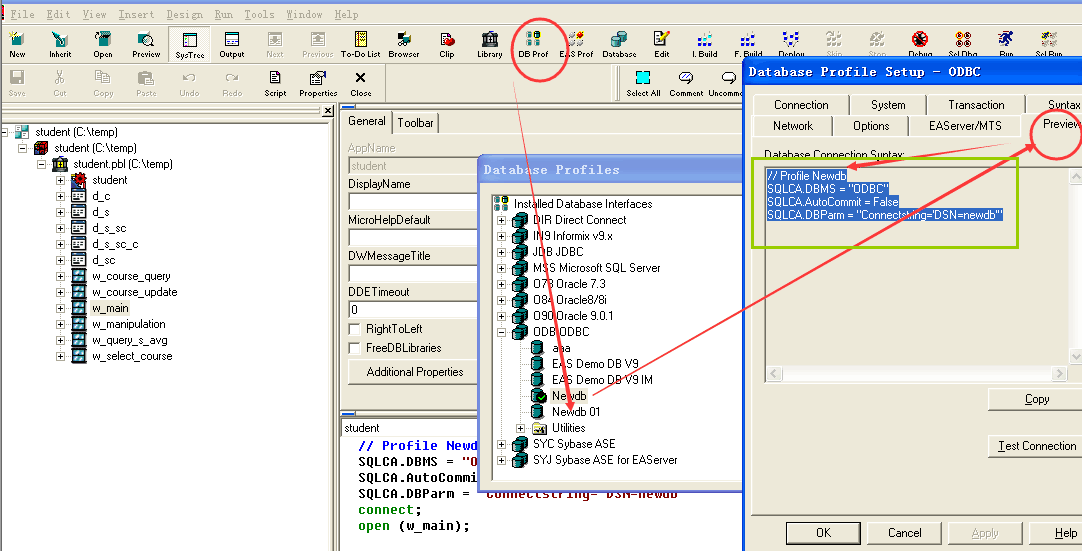 File Edit View Insert Design Run Tools Window Help
New Inherit Open Preview SysTree Output Next Previous To-Do List Browser Clip Library DB Prof EAS Prof Database Edit I. Build F. Build Deploy Skip Stop Debug Sel.Dbg Run Sel.Run
Save Cut Copy Paste Undo Redo Script Properties Close Select All Comment Uncomm
student (C:\temp)
student (C:\temp)
student.pbl (C:\temp)
student
d_c
d_s
d_s_sc
d_s_sc_c
d_sc
w_course_query
w_course_update
w_main
w_manipulation
w_query_s_avg
w_select_course
General Toolbar
AppName
student
DisplayName
MicroHelpDefault
DWMessageTitle
DDETimeout
0
RightToLeft
FreeDBLibraries
Additional Properties
student
// Profile Newd
SQLCA.DBMS = "O
SQLCA.AutoCommit
SQLCA.DBParm = "Connectstring='DSN=newdb'"
connect;
open (w_main);
Database Profiles
Installed Database Interfaces
DIR Direct Connect
IN9 Informix v9.x
JDB JDBC
MSS Microsoft SQL Server
O73 Oracle 7.3
O84 Oracle8/8i
O90 Oracle 9.0.1
ODB ODBC
aaa
EAS Demo DB V9
EAS Demo DB V9 IM
Newdb
Newdb 01
Utilities
SYC Sybase ASE
SYJ Sybase ASE for EAServer
Database Profile Setup - ODBC
Connection System Transaction Syntax
Network Options EAServer/MTS Preview
Database Connection Syntax:
// Profile Newdb
SQLCA.DBMS = "ODBC"
SQLCA.AutoCommit = False
SQLCA.DBParm = "Connectstring='DSN=newdb'"
Copy
Test Connection
OK Cancel Apply Help